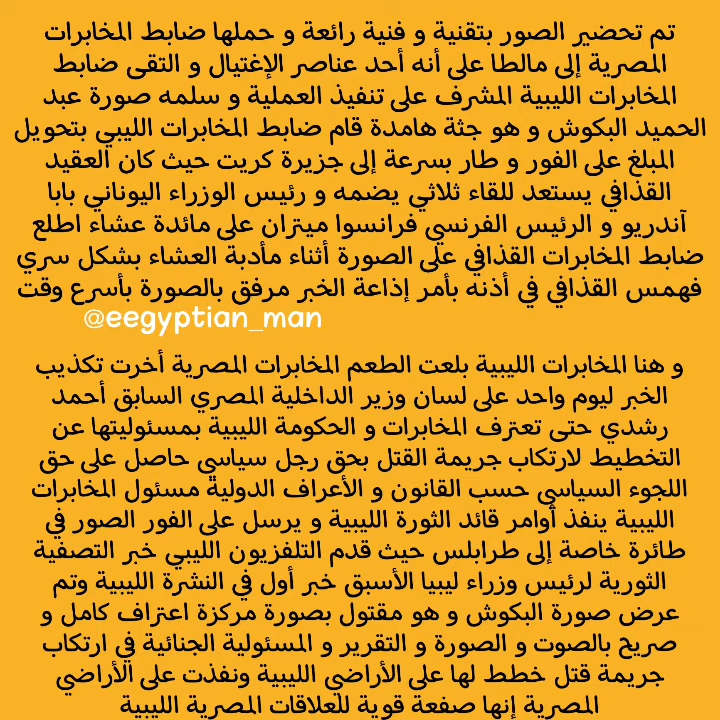 تم تحضير الصور بتقنية و فنية رائعة و حملها ضابط المخابرات
المصرية إلى مالطا على أنه أحد عناصر الإغتيال و التقى ضابط
المخابرات الليبية المشرف على تنفيذ العملية و سلمه صورة عبد
الحميد البكوش و هو جثة هامدة قام ضابط المخابرات الليبي بتحويل
المبلغ على الفور و طار بسرعة إلى جزيرة كريت حيث كان العقيد
القذافي يستعد للقاء ثلاثي يضمه و رئيس الوزراء اليوناني بابا
آندريو و الرئيس الفرنسي فرانسوا ميتران على مائدة عشاء اطلع
ضابط المخابرات القذافي على الصورة أثناء مأدبة العشاء بشكل سري
فهمس القذافي في أذنه بأمر إذاعة الخبر مرفق بالصورة بأسرع وقت
@eegyptian_man
و هنا المخابرات الليبية بلعت الطعم المخابرات المصرية أخرت تكذيب
الخبر ليوم واحد على لسان وزير الداخلية المصري السابق أحمد
رشدي حتى تعترف المخابرات و الحكومة الليبية بمسئوليتها عن
التخطيط لارتكاب جريمة القتل بحق رجل سياسي حاصل على حق
اللجوء السياسي حسب القانون و الأعراف الدولية مسئول المخابرات
الليبية ينفذ أوامر قائد الثورة الليبية و يرسل على الفور الصور في
طائرة خاصة إلى طرابلس حيث قدم التلفزيون الليبي خبر التصفية
الثورية لرئيس وزراء ليبيا الأسبق خبر أول في النشرة الليبية وتم
عرض صورة البكوش و هو مقتول بصورة مركزة اعتراف كامل و
صريح بالصوت و الصورة و التقرير و المسئولية الجنائية في ارتكاب
جريمة قتل خطط لها على الأراضي الليبية ونفذت على الأراضي
المصرية إنها صفعة قوية للعلاقات المصرية الليبية